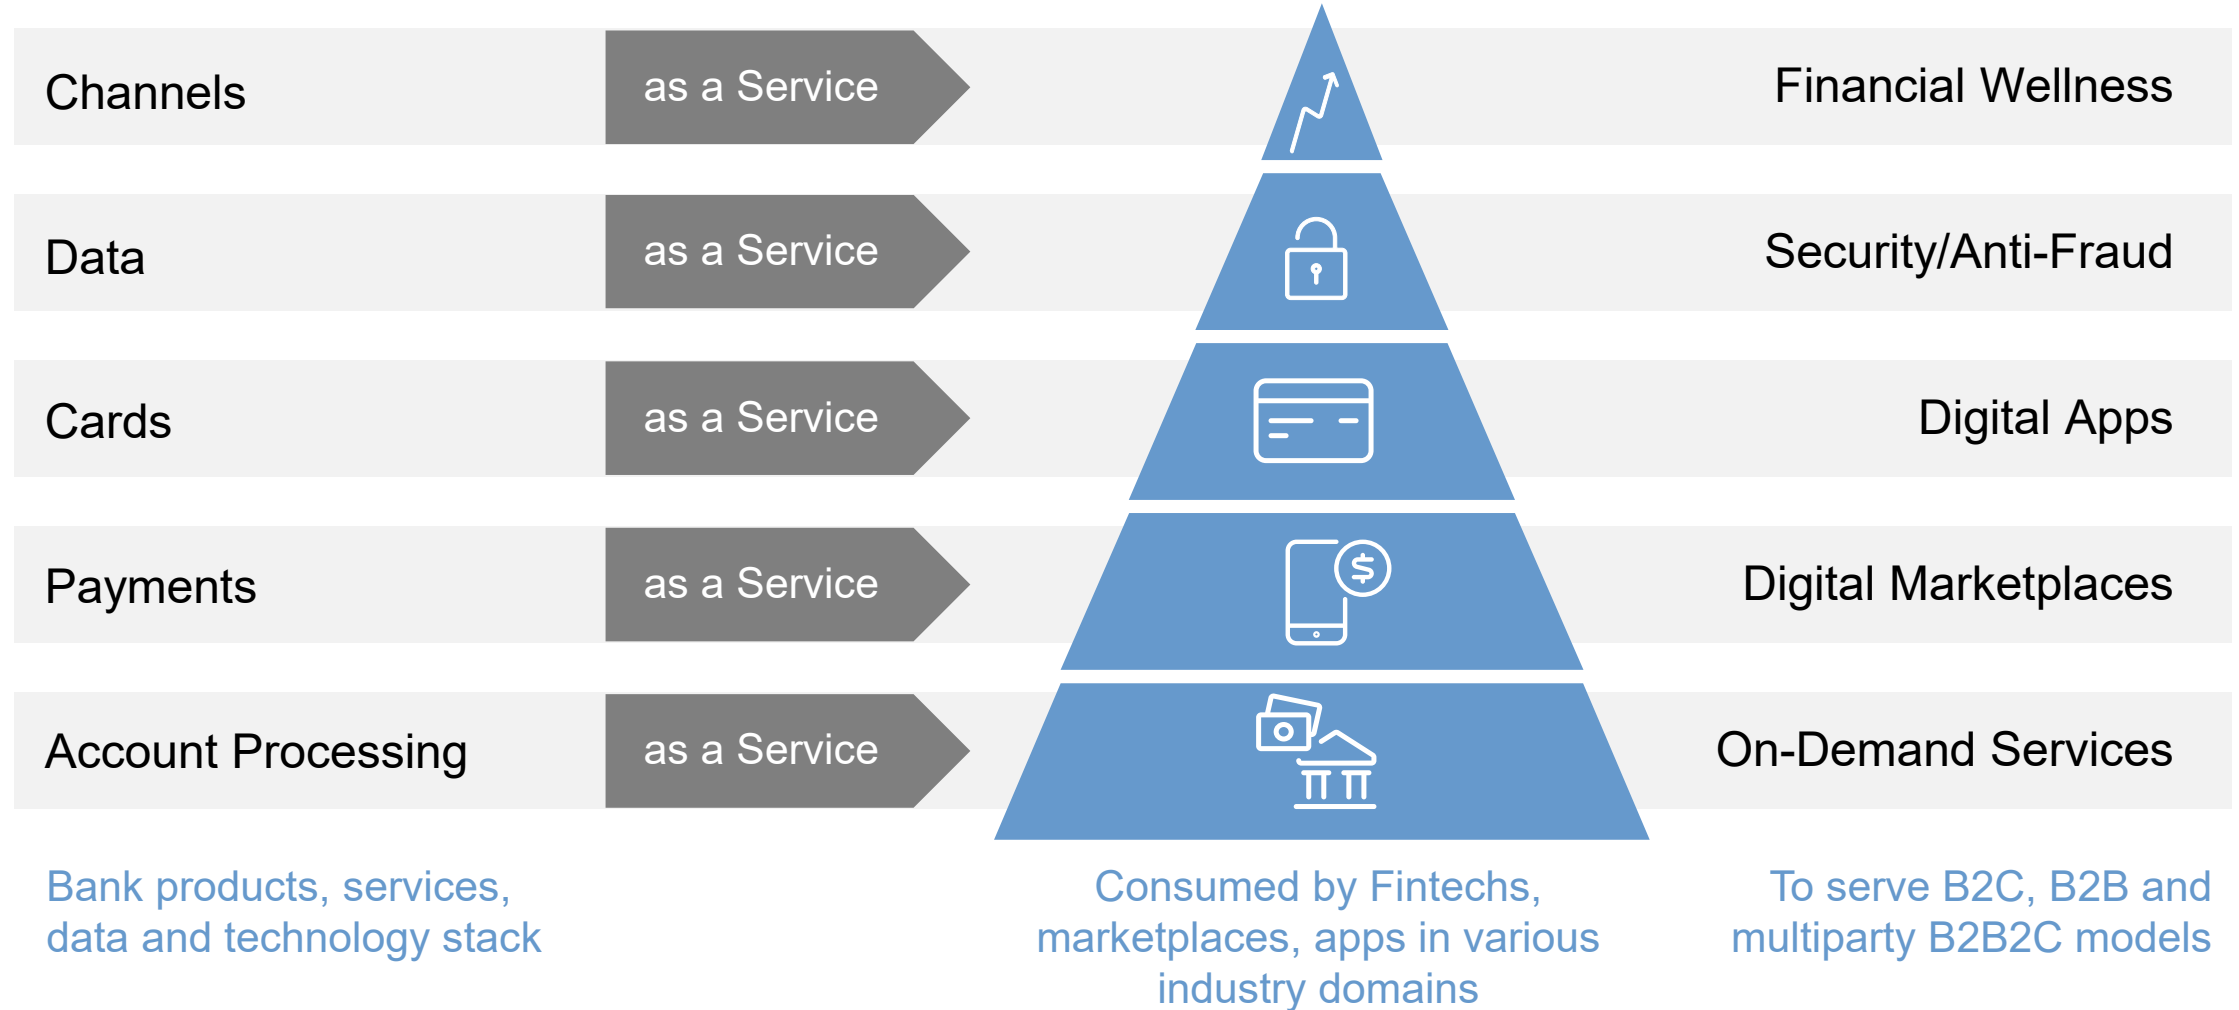 Channels
as a Service
Financial Wellness
Data
as a Service
Security/Anti-Fraud
Cards
as a Service
Digital Apps
Payments
as a Service
$
Digital Marketplaces
Account Processing
as a Service
On-Demand Services
Bank products, services,
data and technology stack
Consumed by Fintechs,
marketplaces, apps in various
industry domains
To serve B2C, B2B and
multiparty B2B2C models